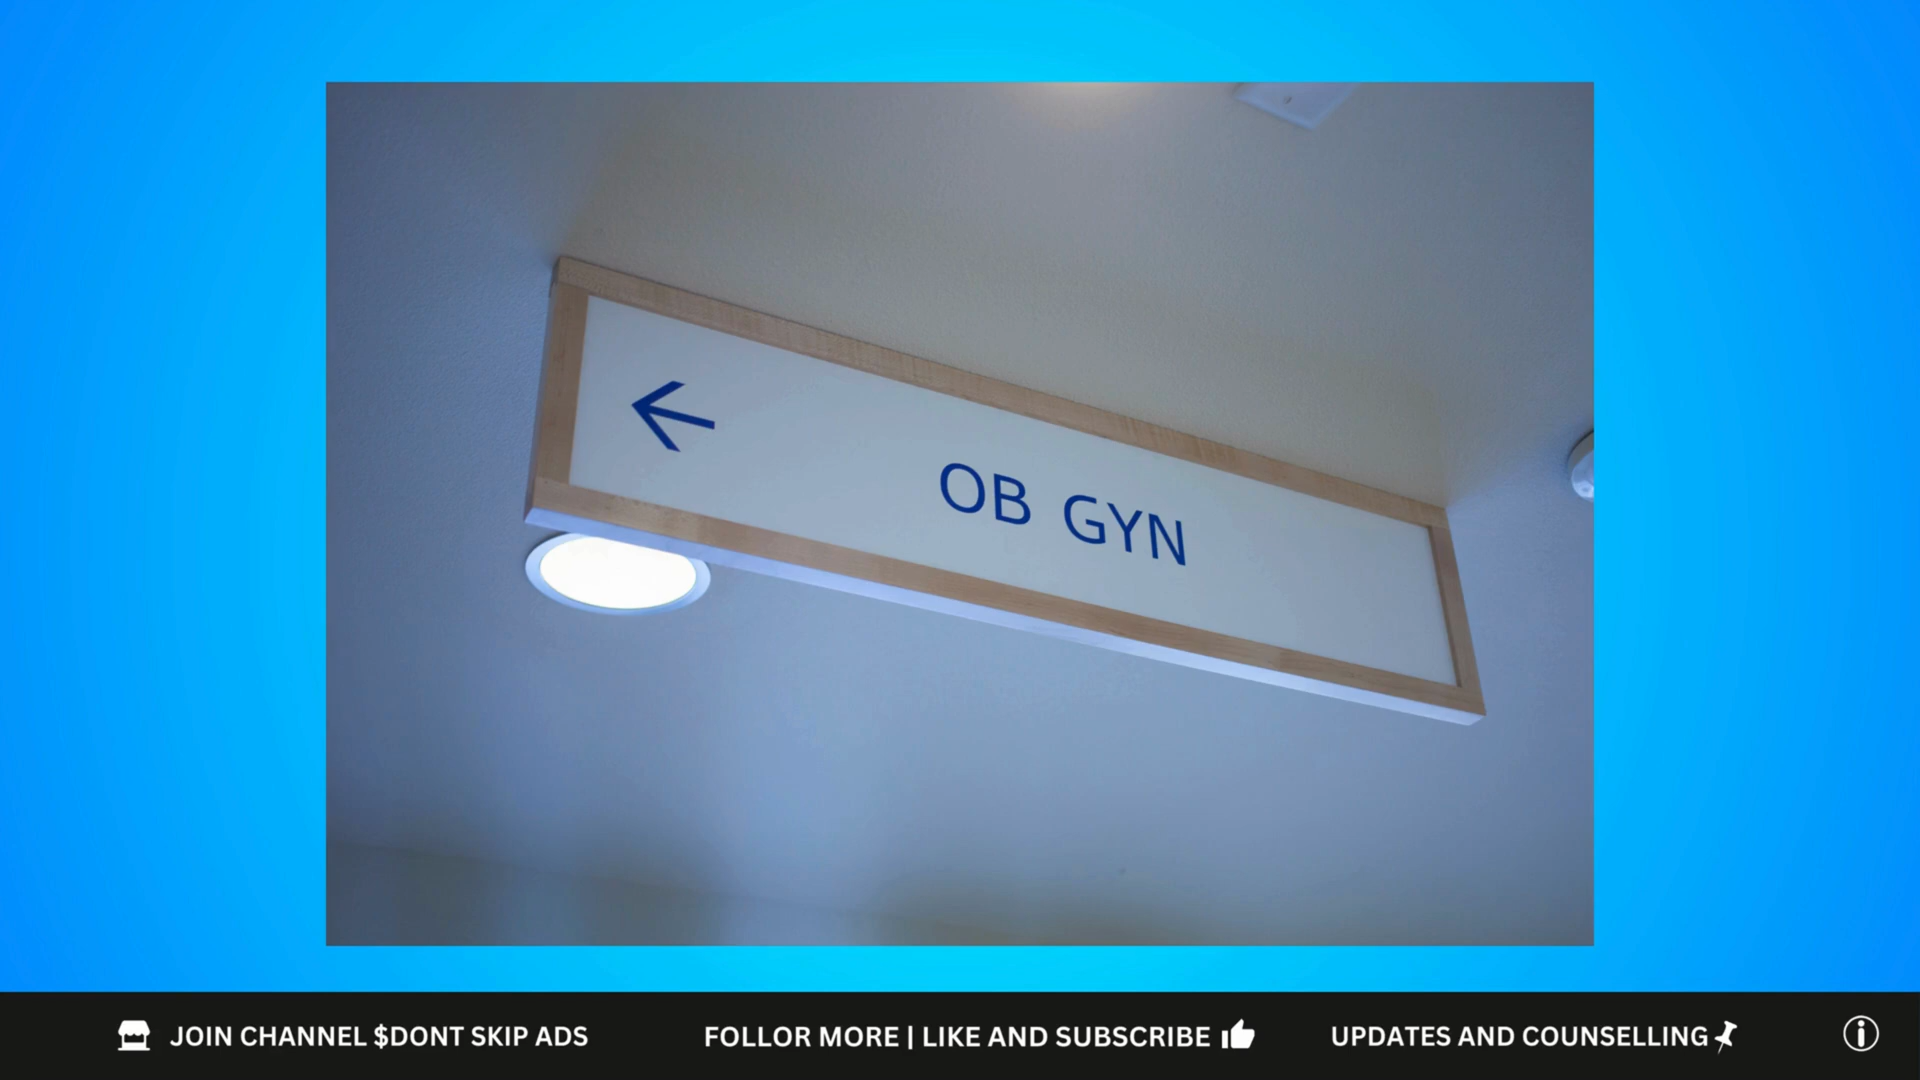 OB GYN
JOIN CHANNEL $DONT SKIP ADS
FOLLOR MORE | LIKE AND SUBSCRIBE
UPDATES AND COUNSELLING